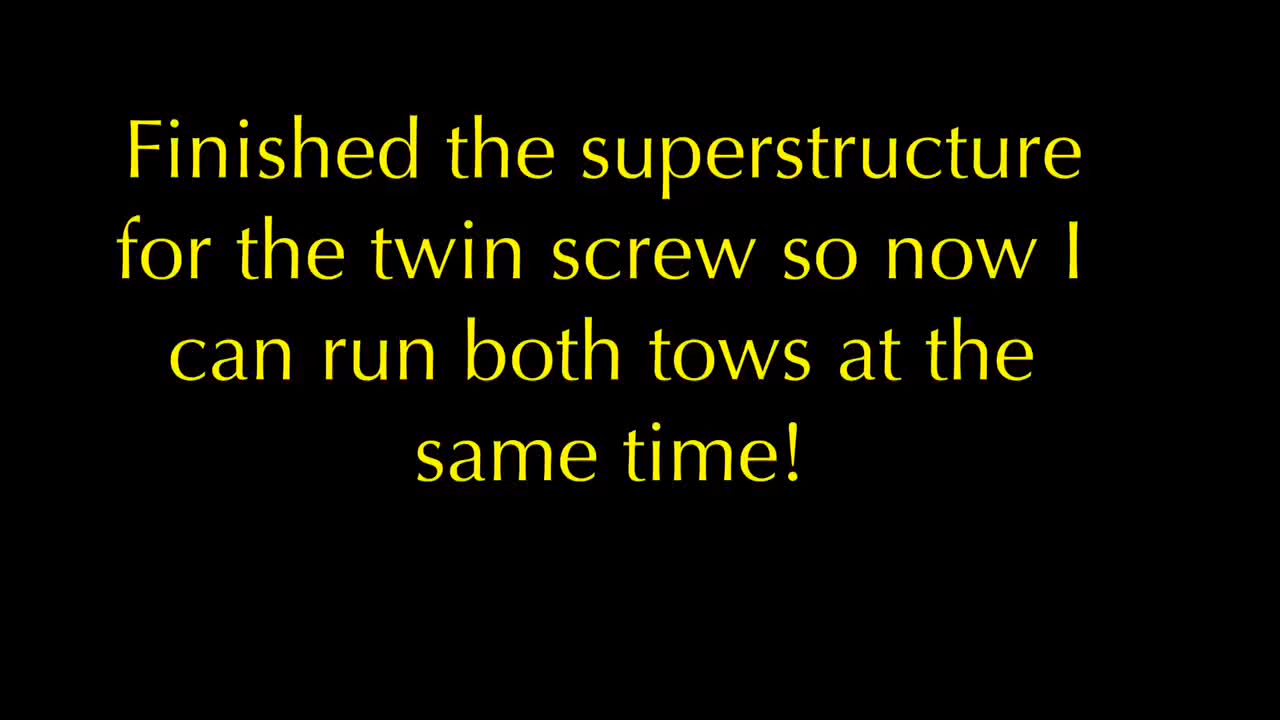 Finished the superstructure
for the twin screw so now I
can run both tows at the
same time!